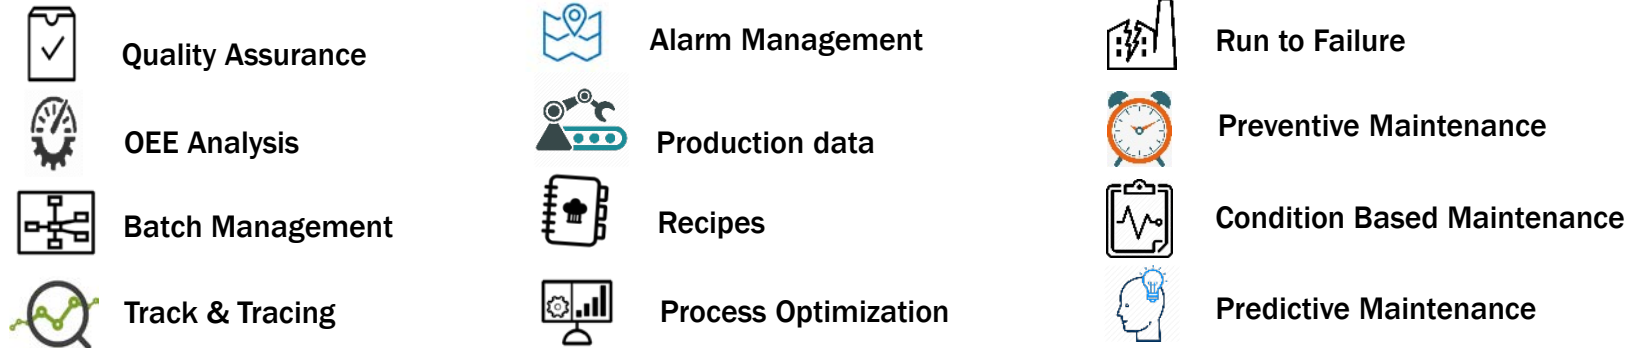 Quality Assurance
OEE Analysis
Batch Management
Track & Tracing
Alarm Management
Production data
Recipes
Process Optimization
Run to Failure
Preventive Maintenance
Condition Based Maintenance
Predictive Maintenance